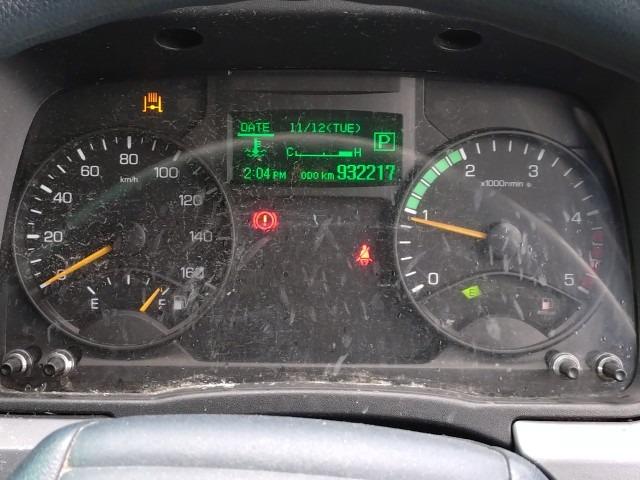 DATE 11/12(TUE)
P
C H
2:04 PM ODO km 932217
0 20 40 60 80 100 120 140 160
km/h
E F
0 1 2 3 4 5
x1000r/min
E